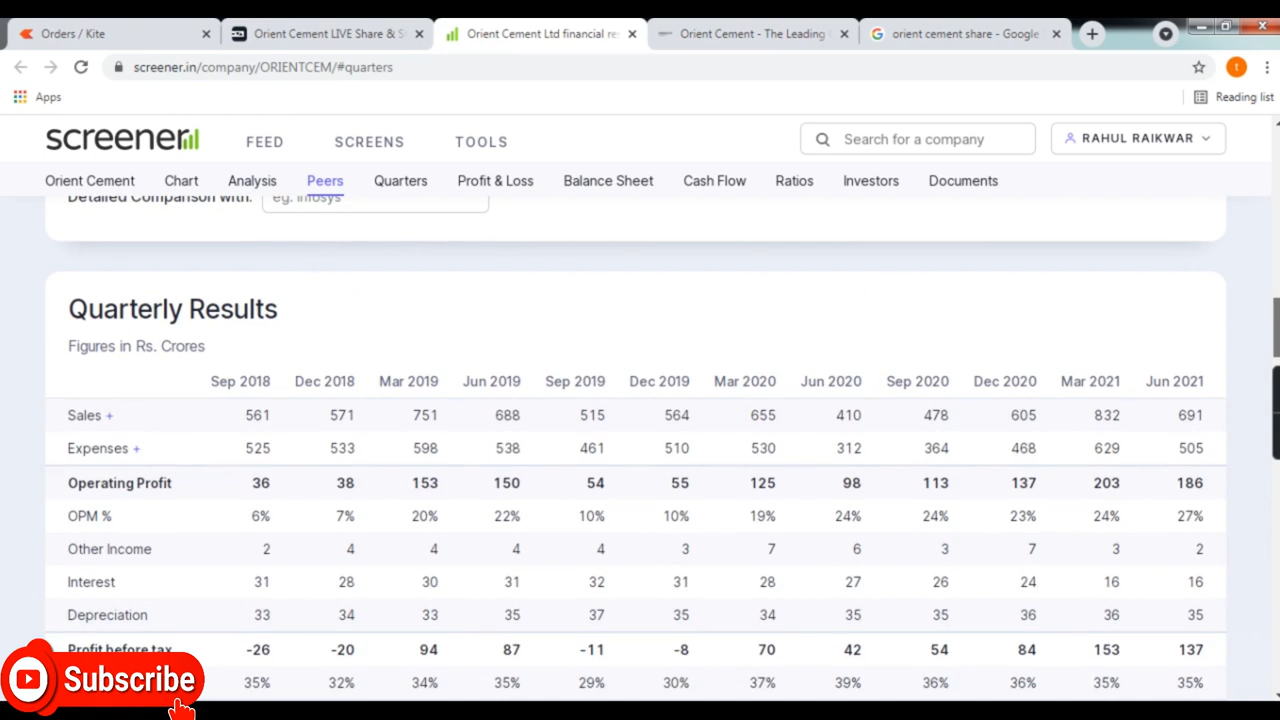 Orders / Kite
Orient Cement LIVE Share & S
Orient Cement Ltd financial re
Orient Cement - The Leading
orient cement share - Google
screener.in/company/ORIENTCEM/#quarters
t
Apps
Reading list
screener
FEED SCREENS TOOLS
Search for a company
RAHUL RAIKWAR
Orient Cement Chart Analysis Peers Quarters Profit & Loss Balance Sheet Cash Flow Ratios Investors Documents
Detailed Comparison with: eg. Infosys
Quarterly Results
Figures in Rs. Crores
Sep 2018 Dec 2018 Mar 2019 Jun 2019 Sep 2019 Dec 2019 Mar 2020 Jun 2020 Sep 2020 Dec 2020 Mar 2021 Jun 2021
Sales + 561 571 751 688 515 564 655 410 478 605 832 691
Expenses + 525 533 598 538 461 510 530 312 364 468 629 505
Operating Profit 36 38 153 150 54 55 125 98 113 137 203 186
OPM % 6% 7% 20% 22% 10% 10% 19% 24% 24% 23% 24% 27%
Other Income 2 4 4 4 4 3 7 6 3 7 3 2
Interest 31 28 30 31 32 31 28 27 26 24 16 16
Depreciation 33 34 33 35 37 35 34 35 35 36 36 35
Profit before tax -26 -20 94 87 -11 -8 70 42 54 84 153 137
35% 32% 34% 35% 29% 30% 37% 39% 36% 36% 35% 35%
Subscribe